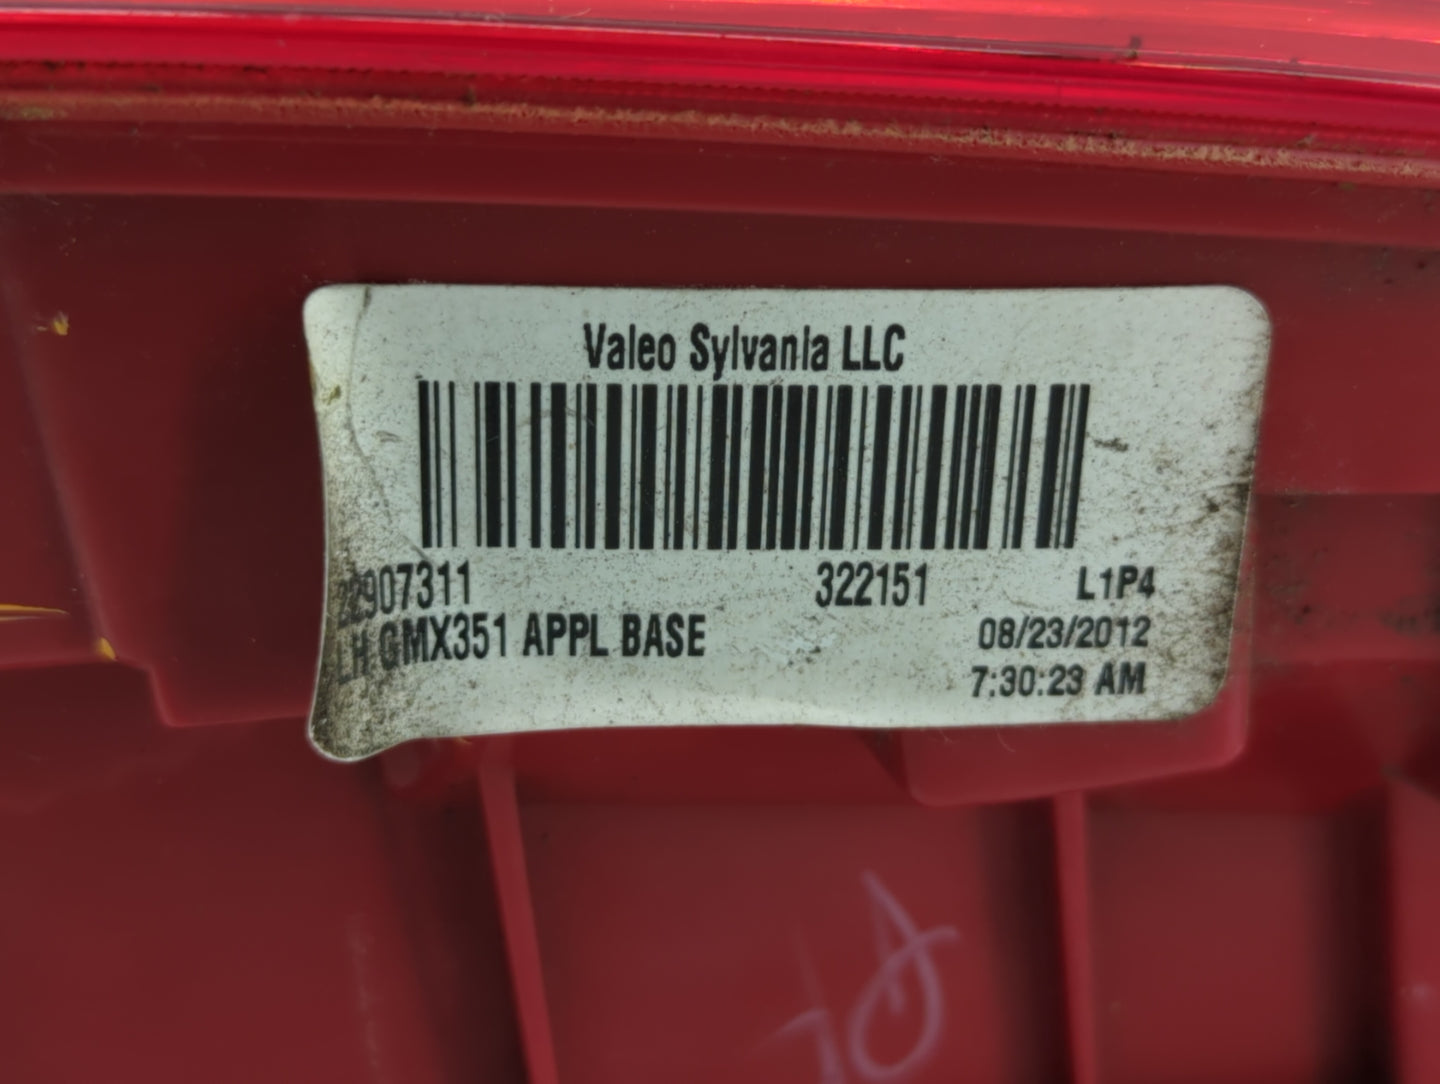 Valeo Sylvania LLC
22907311 322151 L1P4
LH GMX351 APPL BASE 08/23/2012
7:30:23 AM